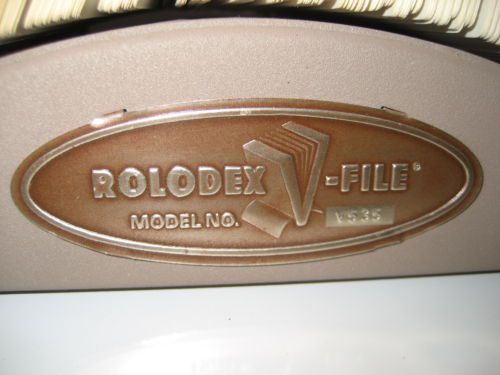 ROLODEX V-FILE®
MODEL NO. V535